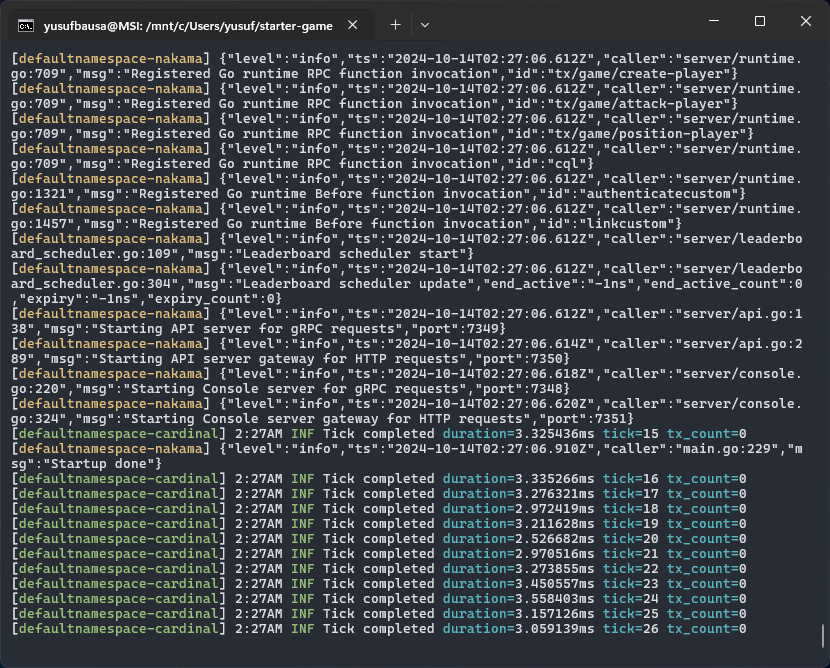 yusufbausa@MSI: /mnt/c/Users/yusuf/starter-game
[defaultnamespace-nakama] {"level":"info","ts":"2024-10-14T02:27:06.612Z","caller":"server/runtime.
go:709","msg":"Registered Go runtime RPC function invocation","id":"tx/game/create-player"}
[defaultnamespace-nakama] {"level":"info","ts":"2024-10-14T02:27:06.612Z","caller":"server/runtime.
go:709","msg":"Registered Go runtime RPC function invocation","id":"tx/game/attack-player"}
[defaultnamespace-nakama] {"level":"info","ts":"2024-10-14T02:27:06.612Z","caller":"server/runtime.
go:709","msg":"Registered Go runtime RPC function invocation","id":"tx/game/position-player"}
[defaultnamespace-nakama] {"level":"info","ts":"2024-10-14T02:27:06.612Z","caller":"server/runtime.
go:709","msg":"Registered Go runtime RPC function invocation","id":"cql"}
[defaultnamespace-nakama] {"level":"info","ts":"2024-10-14T02:27:06.612Z","caller":"server/runtime.
go:1321","msg":"Registered Go runtime Before function invocation","id":"authenticatecustom"}
[defaultnamespace-nakama] {"level":"info","ts":"2024-10-14T02:27:06.612Z","caller":"server/runtime.
go:1457","msg":"Registered Go runtime Before function invocation","id":"linkcustom"}
[defaultnamespace-nakama] {"level":"info","ts":"2024-10-14T02:27:06.612Z","caller":"server/leaderbo
ard_scheduler.go:109","msg":"Leaderboard scheduler start"}
[defaultnamespace-nakama] {"level":"info","ts":"2024-10-14T02:27:06.612Z","caller":"server/leaderbo
ard_scheduler.go:304","msg":"Leaderboard scheduler update","end_active":"-1ns","end_active_count":0
,"expiry":"-1ns","expiry_count":0}
[defaultnamespace-nakama] {"level":"info","ts":"2024-10-14T02:27:06.612Z","caller":"server/api.go:1
38","msg":"Starting API server for gRPC requests","port":7349}
[defaultnamespace-nakama] {"level":"info","ts":"2024-10-14T02:27:06.614Z","caller":"server/api.go:2
89","msg":"Starting API server gateway for HTTP requests","port":7350}
[defaultnamespace-nakama] {"level":"info","ts":"2024-10-14T02:27:06.618Z","caller":"server/console.
go:220","msg":"Starting Console server for gRPC requests","port":7348}
[defaultnamespace-nakama] {"level":"info","ts":"2024-10-14T02:27:06.620Z","caller":"server/console.
go:324","msg":"Starting Console server gateway for HTTP requests","port":7351}
[defaultnamespace-cardinal] 2:27AM INF Tick completed duration=3.325436ms tick=15 tx_count=0
[defaultnamespace-nakama] {"level":"info","ts":"2024-10-14T02:27:06.910Z","caller":"main.go:229","m
sg":"Startup done"}
[defaultnamespace-cardinal] 2:27AM INF Tick completed duration=3.335266ms tick=16 tx_count=0
[defaultnamespace-cardinal] 2:27AM INF Tick completed duration=3.276321ms tick=17 tx_count=0
[defaultnamespace-cardinal] 2:27AM INF Tick completed duration=2.972419ms tick=18 tx_count=0
[defaultnamespace-cardinal] 2:27AM INF Tick completed duration=3.211628ms tick=19 tx_count=0
[defaultnamespace-cardinal] 2:27AM INF Tick completed duration=2.526682ms tick=20 tx_count=0
[defaultnamespace-cardinal] 2:27AM INF Tick completed duration=2.970516ms tick=21 tx_count=0
[defaultnamespace-cardinal] 2:27AM INF Tick completed duration=3.273855ms tick=22 tx_count=0
[defaultnamespace-cardinal] 2:27AM INF Tick completed duration=3.450557ms tick=23 tx_count=0
[defaultnamespace-cardinal] 2:27AM INF Tick completed duration=3.558403ms tick=24 tx_count=0
[defaultnamespace-cardinal] 2:27AM INF Tick completed duration=3.157126ms tick=25 tx_count=0
[defaultnamespace-cardinal] 2:27AM INF Tick completed duration=3.059139ms tick=26 tx_count=0